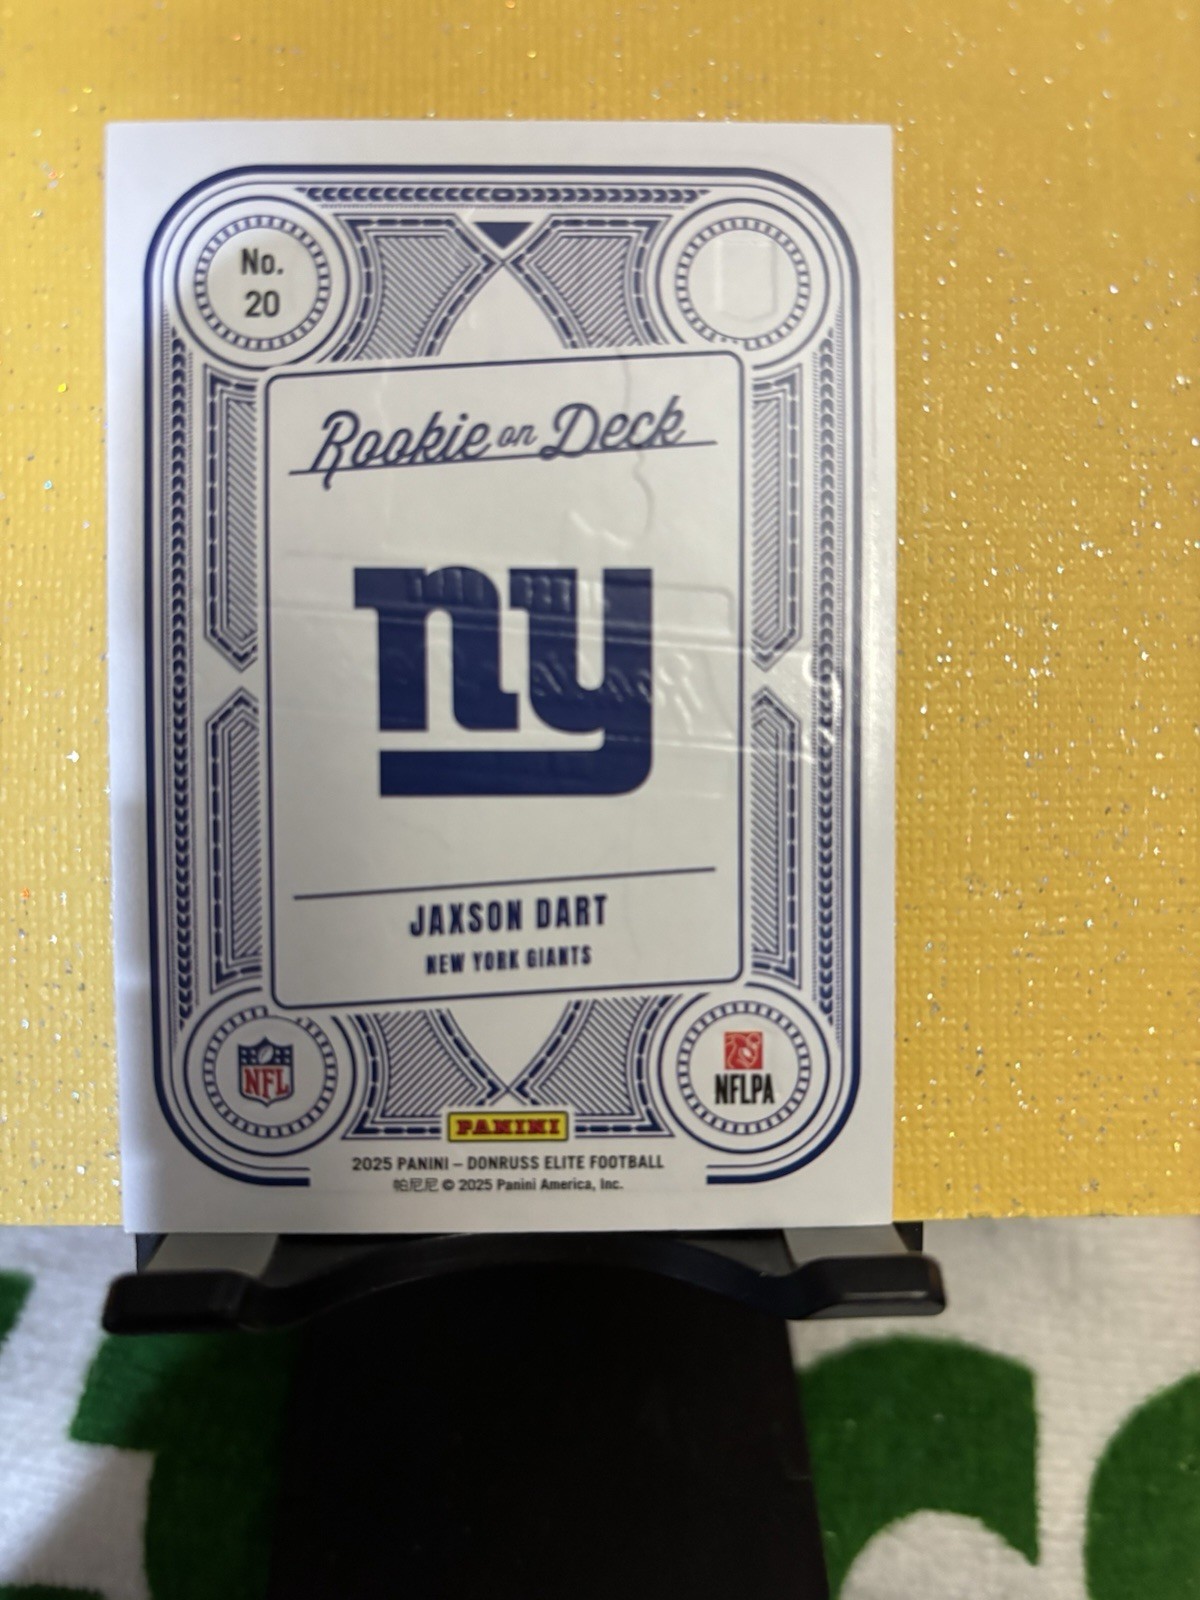 No.
20
Rookie on Deck
ny
JAXSON DART
NEW YORK GIANTS
NFL
NFLPA
PANINI
2025 PANINI – DONRUSS ELITE FOOTBALL
帕尼尼 © 2025 Panini America, Inc.